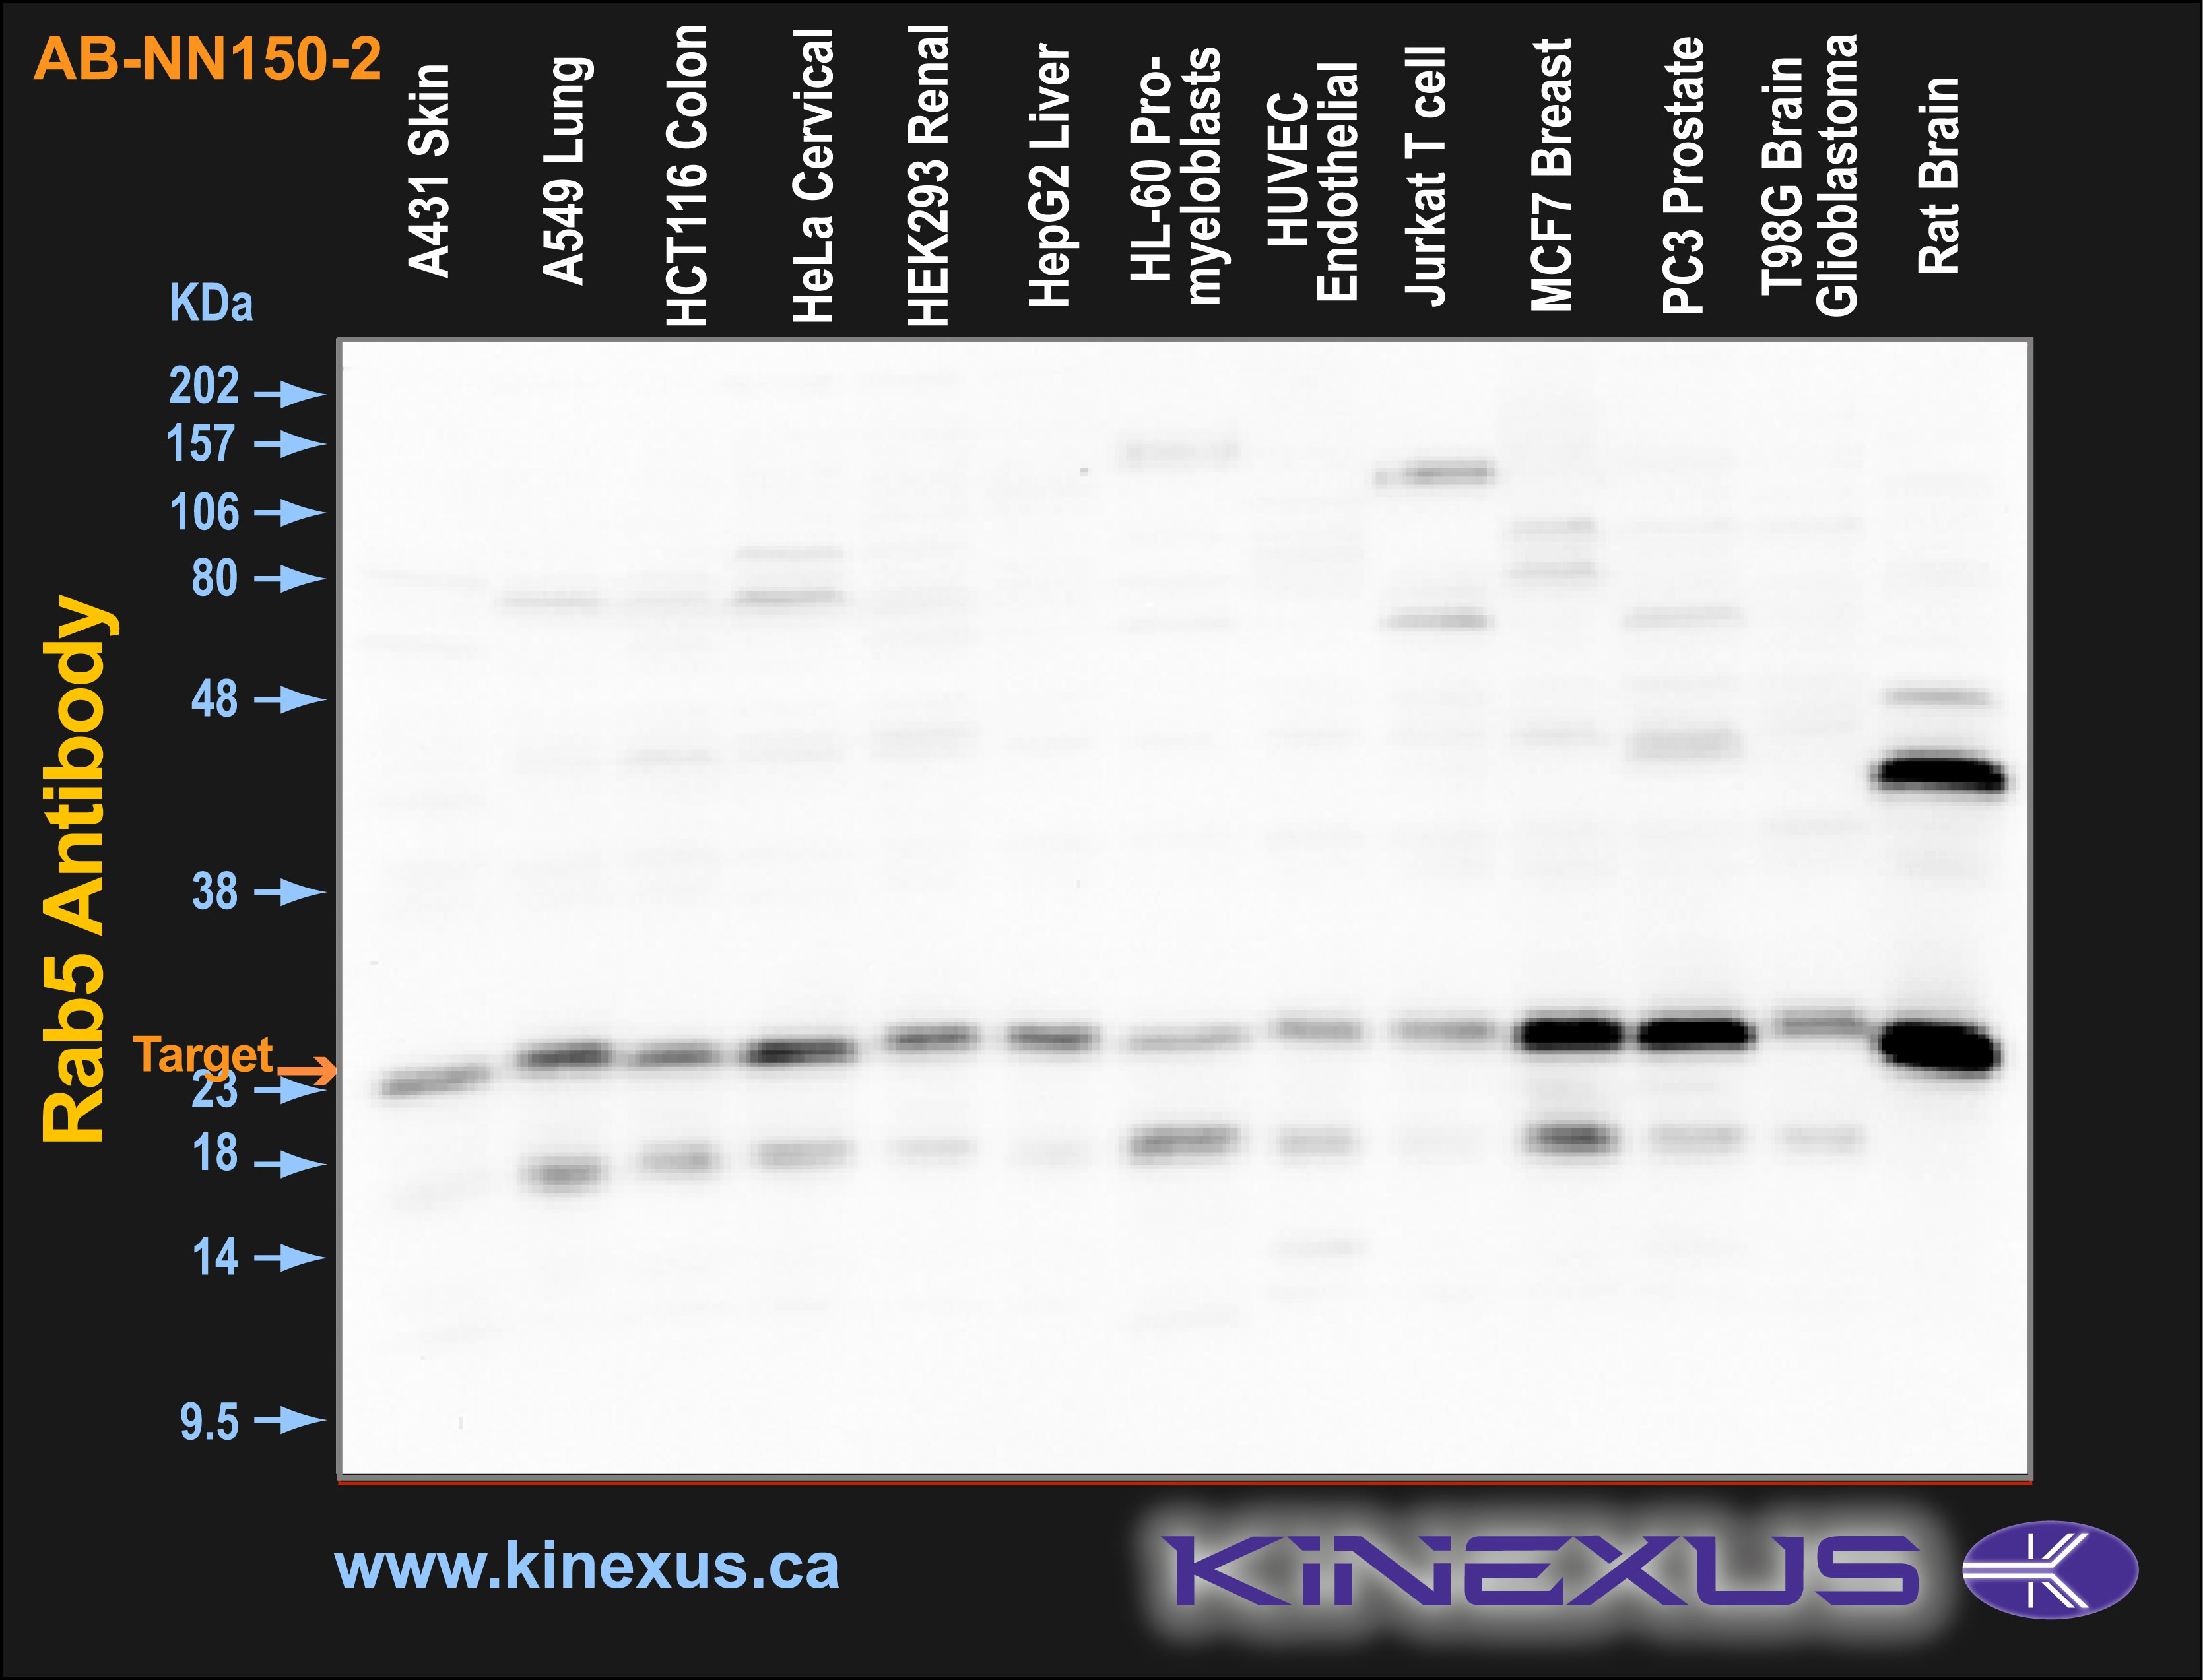 AB-NN150-2
A431 Skin
A549 Lung
HCT116 Colon
HeLa Cervical
HEK293 Renal
HepG2 Liver
HL-60 Pro-
myeloblasts
HUVEC
Endothelial
Jurkat T cell
MCF7 Breast
PC3 Prostate
T98G Brain
Glioblastoma
Rat Brain
KDa
202
157
106
80
48
38
Target
23
18
14
9.5
Rab5 Antibody
www.kinexus.ca
KiNEXUS